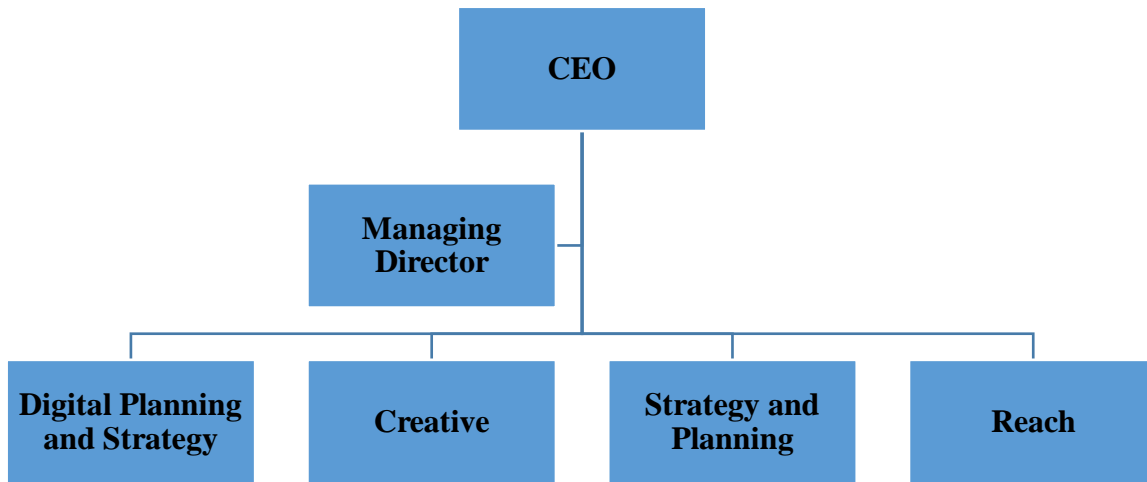 CEO
Managing
Director
Digital Planning
and Strategy
Creative
Strategy and
Planning
Reach